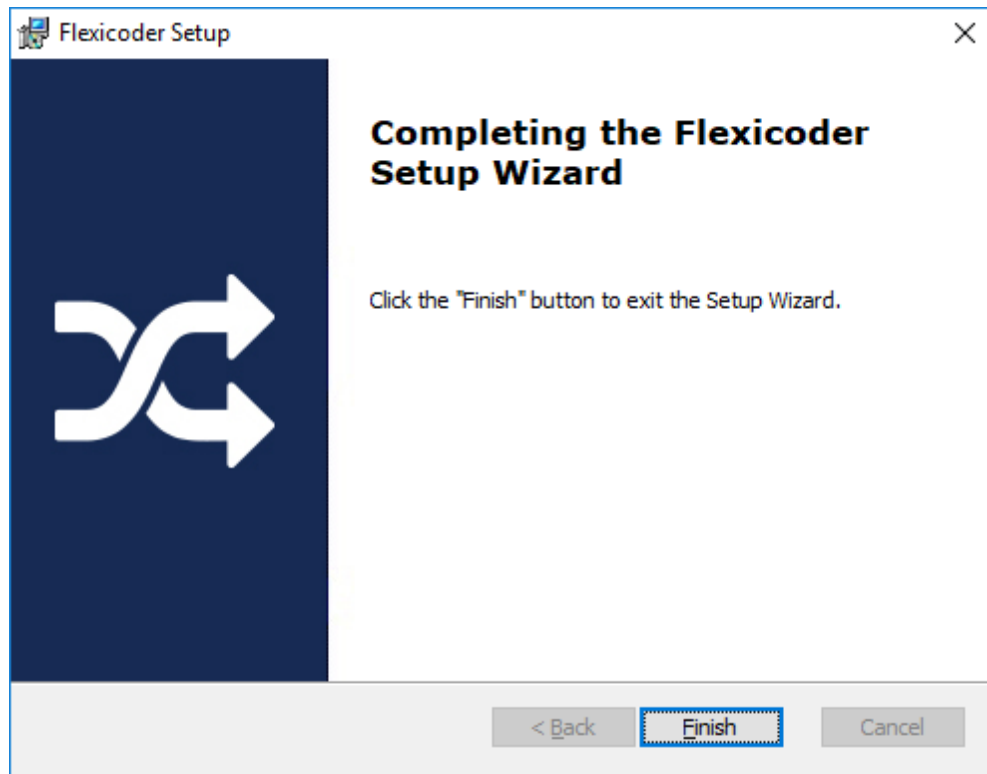 Flexicoder Setup
Completing the Flexicoder
Setup Wizard
Click the "Finish" button to exit the Setup Wizard.
< Back
Finish
Cancel